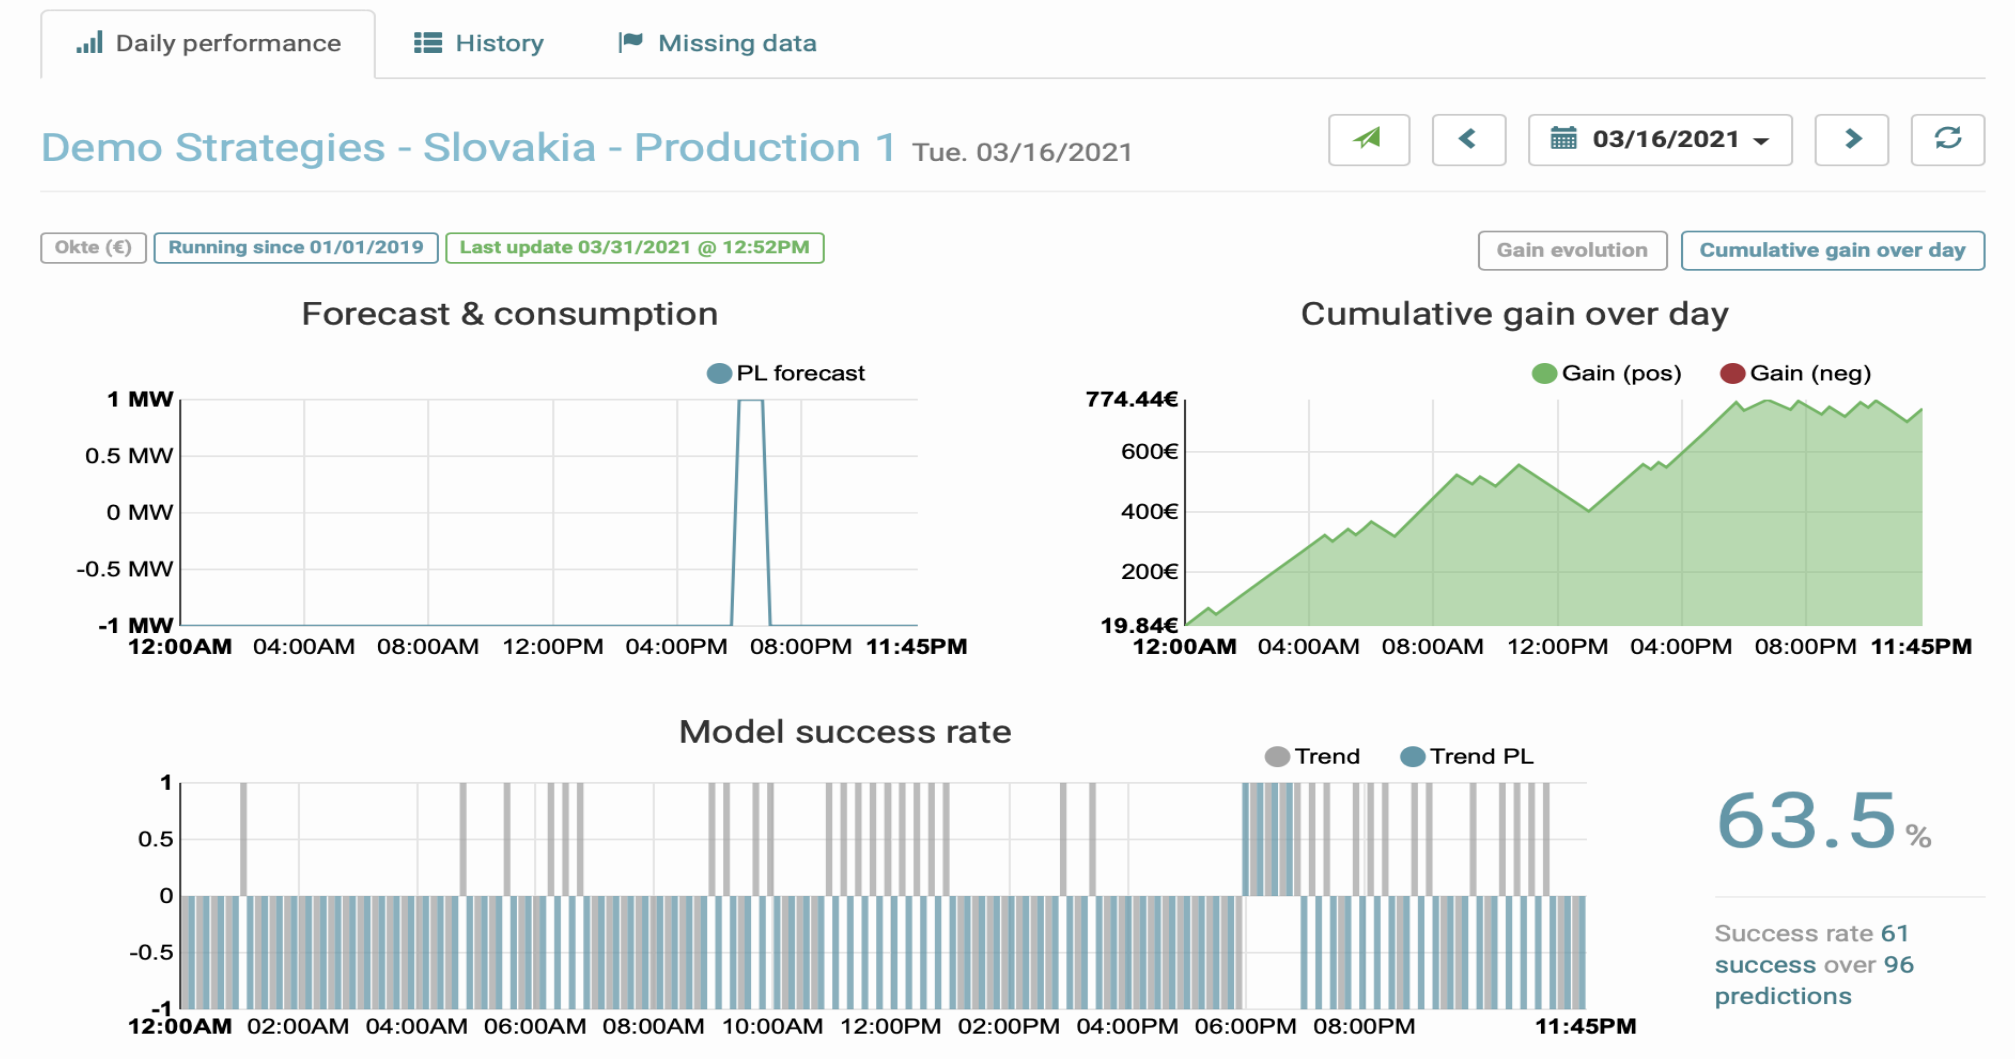 Daily performance History Missing data
Demo Strategies - Slovakia - Production 1 Tue. 03/16/2021
03/16/2021
Okte (€) Running since 01/01/2019 Last update 03/31/2021 @ 12:52PM
Gain evolution Cumulative gain over day
Forecast & consumption
PL forecast
1 MW
0.5 MW
0 MW
-0.5 MW
-1 MW
12:00AM 04:00AM 08:00AM 12:00PM 04:00PM 08:00PM 11:45PM
Cumulative gain over day
Gain (pos) Gain (neg)
774.44€
600€
400€
200€
19.84€
12:00AM 04:00AM 08:00AM 12:00PM 04:00PM 08:00PM 11:45PM
Model success rate
Trend Trend PL
1
0.5
0
-0.5
-1
12:00AM 02:00AM 04:00AM 06:00AM 08:00AM 10:00AM 12:00PM 02:00PM 04:00PM 06:00PM 08:00PM 11:45PM
63.5 %
Success rate 61
success over 96
predictions